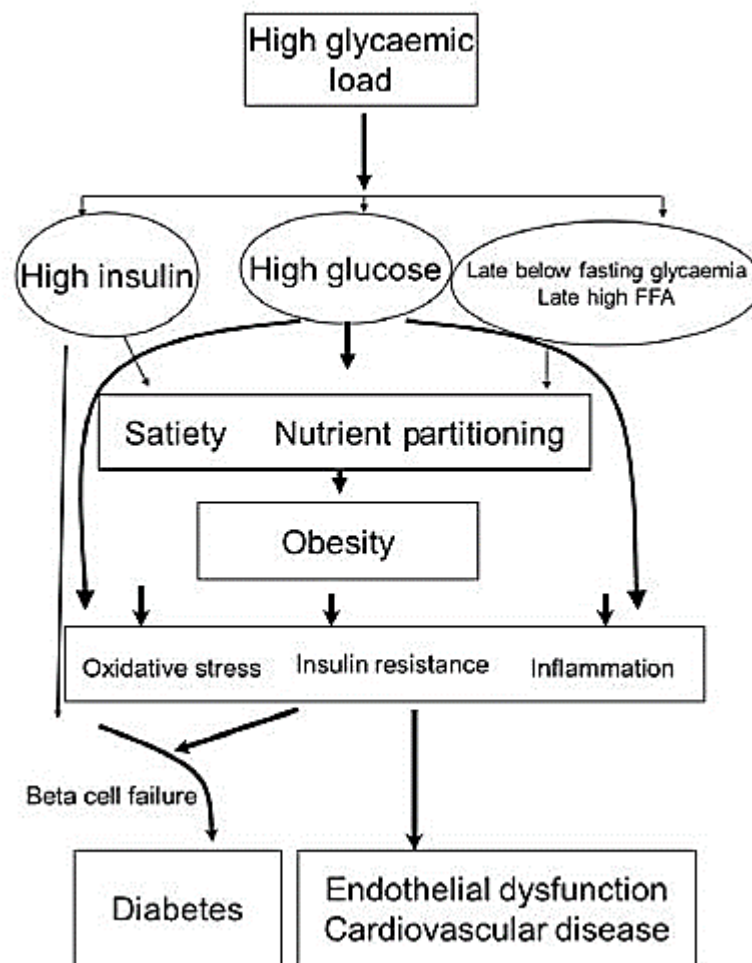 High glycaemic
load
High insulin
High glucose
Late below fasting glycaemia
Late high FFA
Satiety Nutrient partitioning
Obesity
Oxidative stress Insulin resistance Inflammation
Beta cell failure
Diabetes
Endothelial dysfunction
Cardiovascular disease